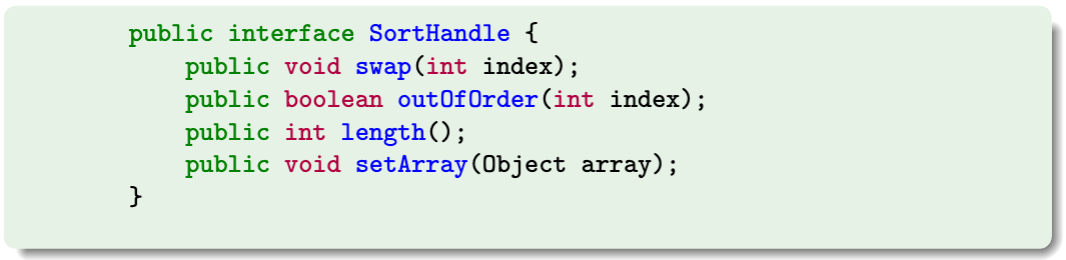 public interface SortHandle {
    public void swap(int index);
    public boolean outOfOrder(int index);
    public int length();
    public void setArray(Object array);
}